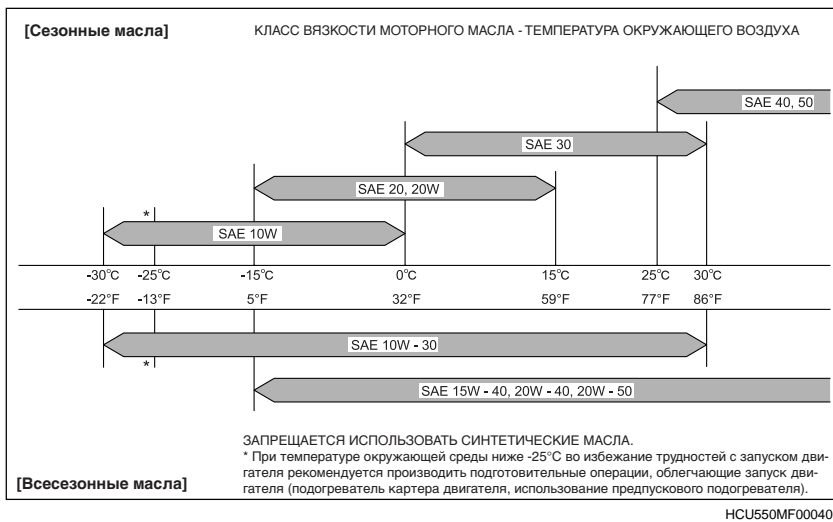 [Сезонные масла] КЛАСС ВЯЗКОСТИ МОТОРНОГО МАСЛА - ТЕМПЕРАТУРА ОКРУЖАЮЩЕГО ВОЗДУХА
SAE 40, 50
SAE 30
SAE 20, 20W
*
SAE 10W
-30°C -25°C -15°C 0°C 15°C 25°C 30°C
-22°F -13°F 5°F 32°F 59°F 77°F 86°F
SAE 10W - 30
*
SAE 15W - 40, 20W - 40, 20W - 50
ЗАПРЕЩАЕТСЯ ИСПОЛЬЗОВАТЬ СИНТЕТИЧЕСКИЕ МАСЛА.
* При температуре окружающей среды ниже -25°C во избежание трудностей с запуском дви-
гателя рекомендуется производить подготовительные операции, облегчающие запуск дви-
гателя (подогреватель картера двигателя, использование предпускового подогревателя).
[Всесезонные масла]
HCU550MF00040